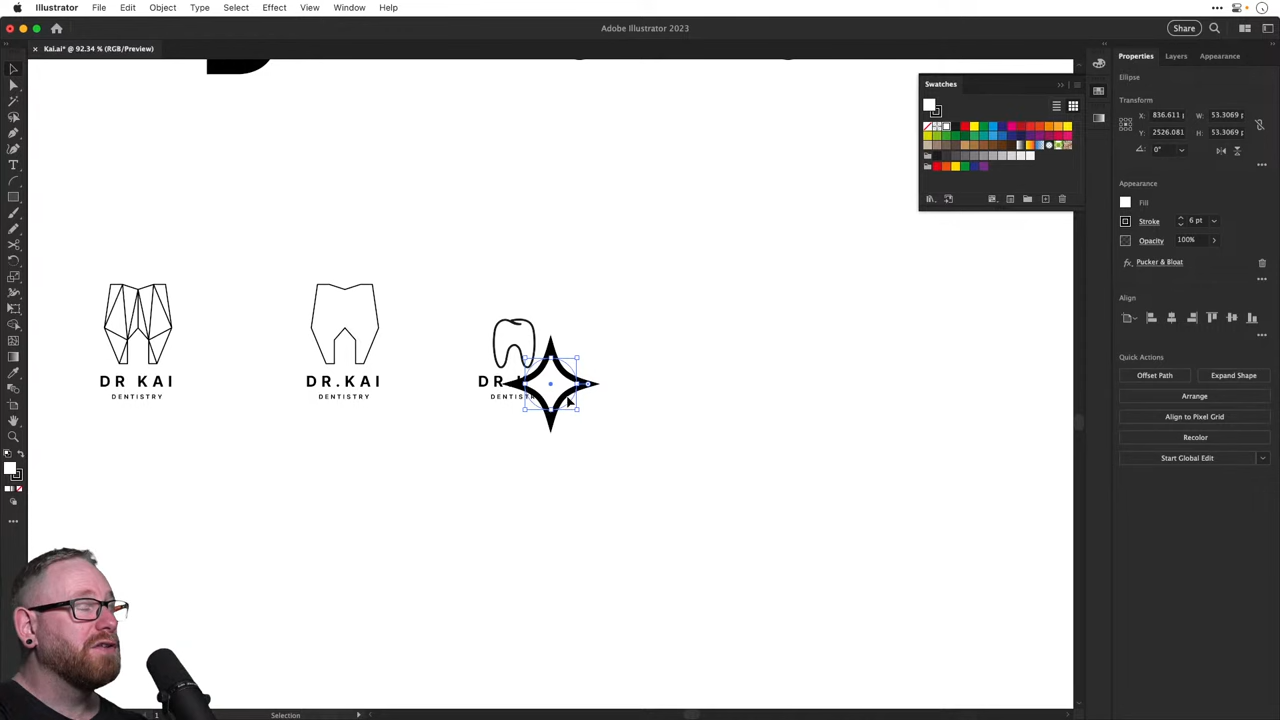 Illustrator File Edit Object Type Select Effect View Window Help
Adobe Illustrator 2023
Share
× Kai.ai* @ 92.34 % (RGB/Preview)
Swatches
Properties Layers Appearance
Ellipse
Transform
X: 836.611 W: 53.3069
Y: 2526.081 H: 53.3069
0°
Appearance
Fill
Stroke 6 pt
Opacity 100%
fx Pucker & Bloat
Align
Quick Actions
Offset Path Expand Shape
Arrange
Align to Pixel Grid
Recolor
Start Global Edit
DR KAI
DENTISTRY
DR.KAI
DENTISTRY
DR
1 Selection